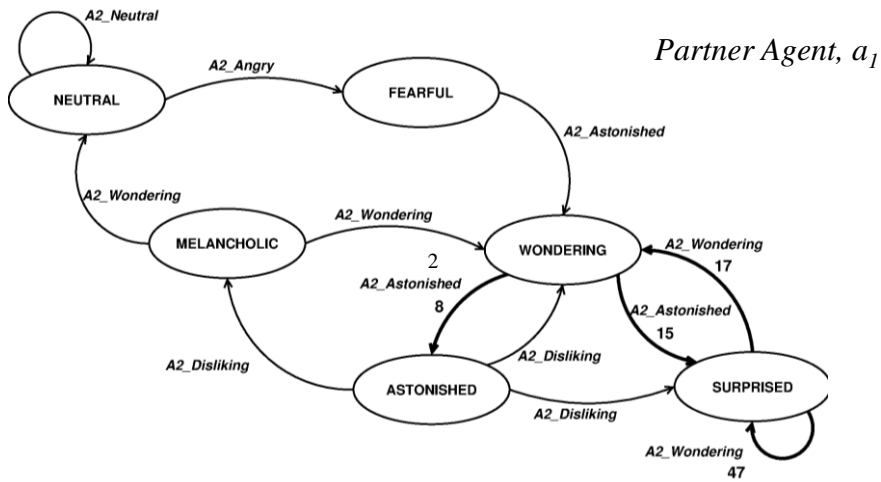 A2_Neutral
Partner Agent, a1
A2_Angry
NEUTRAL
FEARFUL
A2_Astonished
A2_Wondering
A2_Wondering
MELANCHOLIC
WONDERING
A2_Wondering
17
2
A2_Astonished
8
A2_Astonished
15
A2_Disliking
A2_Disliking
ASTONISHED
SURPRISED
A2_Disliking
A2_Wondering
47